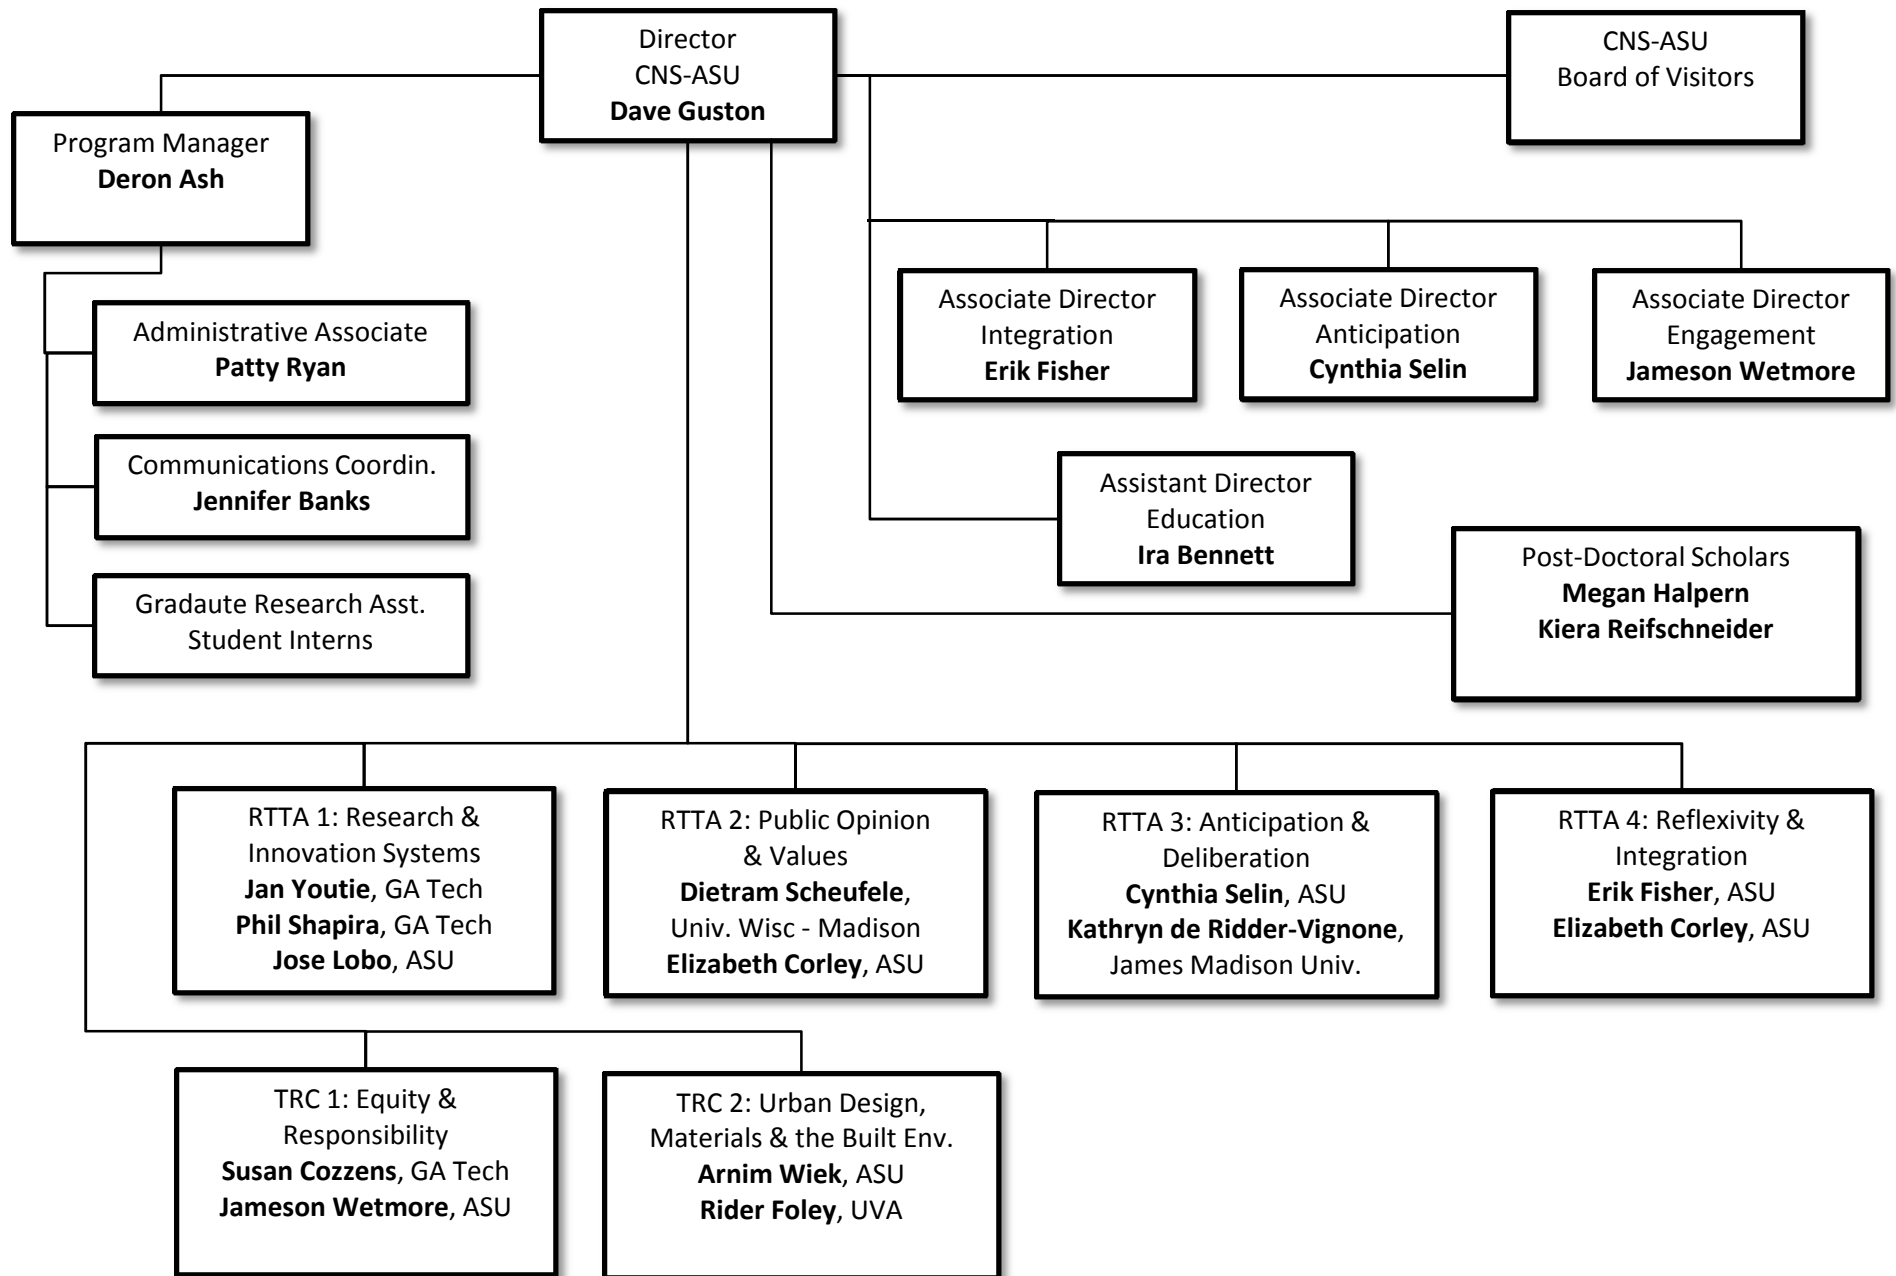 Director
CNS-ASU
Dave Guston
CNS-ASU
Board of Visitors
Program Manager
Deron Ash
Administrative Associate
Patty Ryan
Communications Coordin.
Jennifer Banks
Gradaute Research Asst.
Student Interns
Associate Director
Integration
Erik Fisher
Associate Director
Anticipation
Cynthia Selin
Associate Director
Engagement
Jameson Wetmore
Assistant Director
Education
Ira Bennett
Post-Doctoral Scholars
Megan Halpern
Kiera Reifschneider
RTTA 1: Research &
Innovation Systems
Jan Youtie, GA Tech
Phil Shapira, GA Tech
Jose Lobo, ASU
RTTA 2: Public Opinion
& Values
Dietram Scheufele,
Univ. Wisc - Madison
Elizabeth Corley, ASU
RTTA 3: Anticipation &
Deliberation
Cynthia Selin, ASU
Kathryn de Ridder-Vignone,
James Madison Univ.
RTTA 4: Reflexivity &
Integration
Erik Fisher, ASU
Elizabeth Corley, ASU
TRC 1: Equity &
Responsibility
Susan Cozzens, GA Tech
Jameson Wetmore, ASU
TRC 2: Urban Design,
Materials & the Built Env.
Arnim Wiek, ASU
Rider Foley, UVA